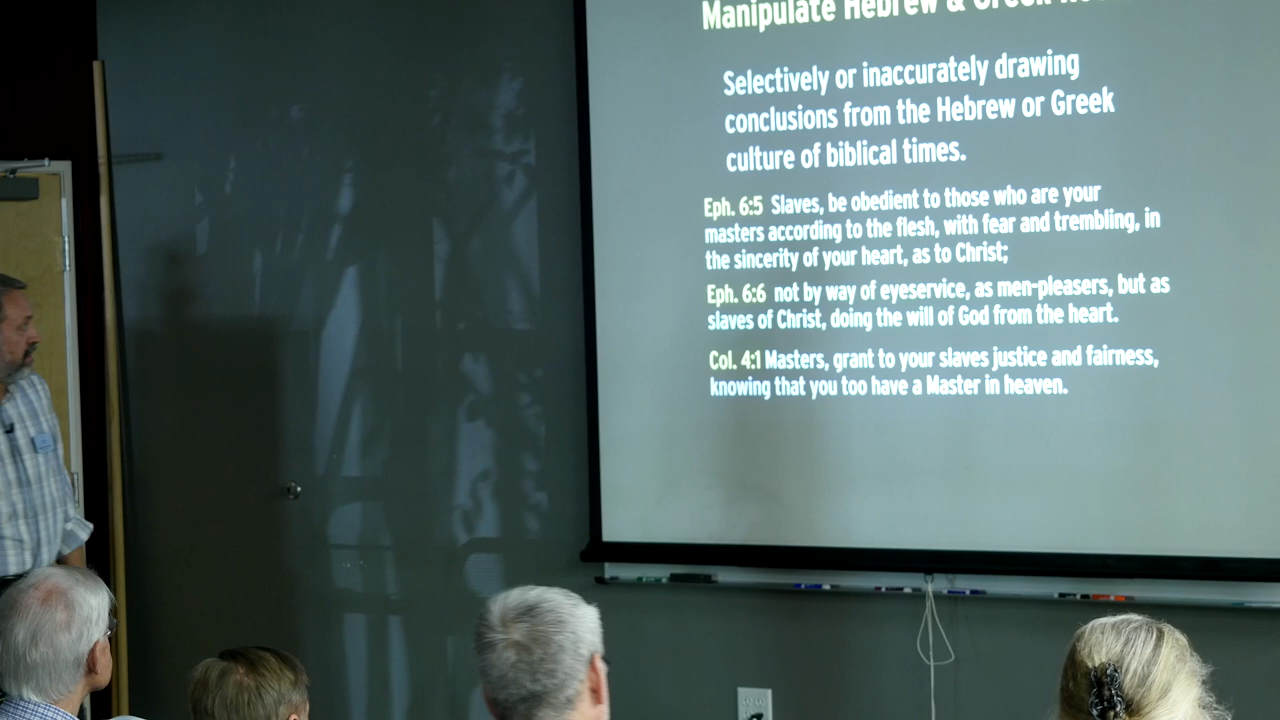 Manipulate Hebrew & Greek
Selectively or inaccurately drawing
conclusions from the Hebrew or Greek
culture of biblical times.
Eph. 6:5 Slaves, be obedient to those who are your
masters according to the flesh, with fear and trembling, in
the sincerity of your heart, as to Christ;
Eph. 6:6 not by way of eyeservice, as men-pleasers, but as
slaves of Christ, doing the will of God from the heart.
Col. 4:1 Masters, grant to your slaves justice and fairness,
knowing that you too have a Master in heaven.